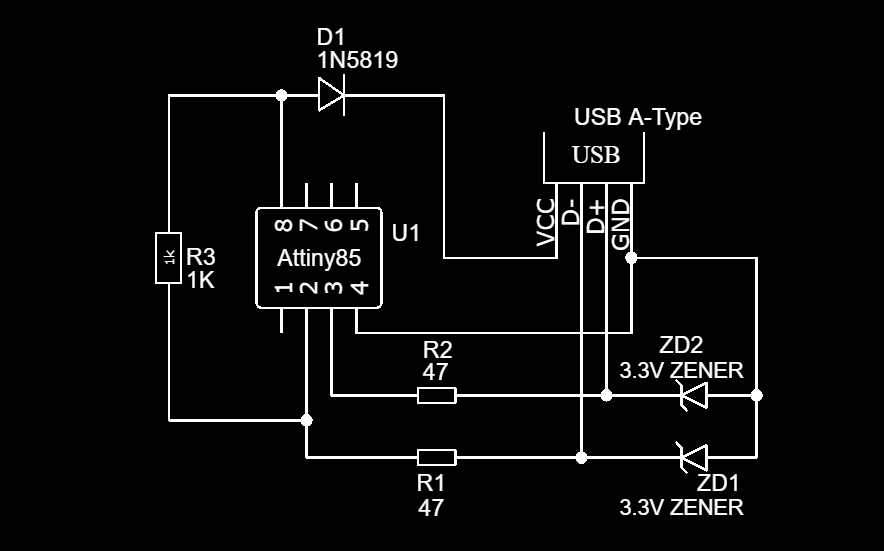 D1
1N5819
USB A-Type
USB
VCC
D-
D+
GND
8
7
6
5
U1
Attiny85
1
2
3
4
1K
R3
1K
R2
47
ZD2
3.3V ZENER
R1
47
ZD1
3.3V ZENER